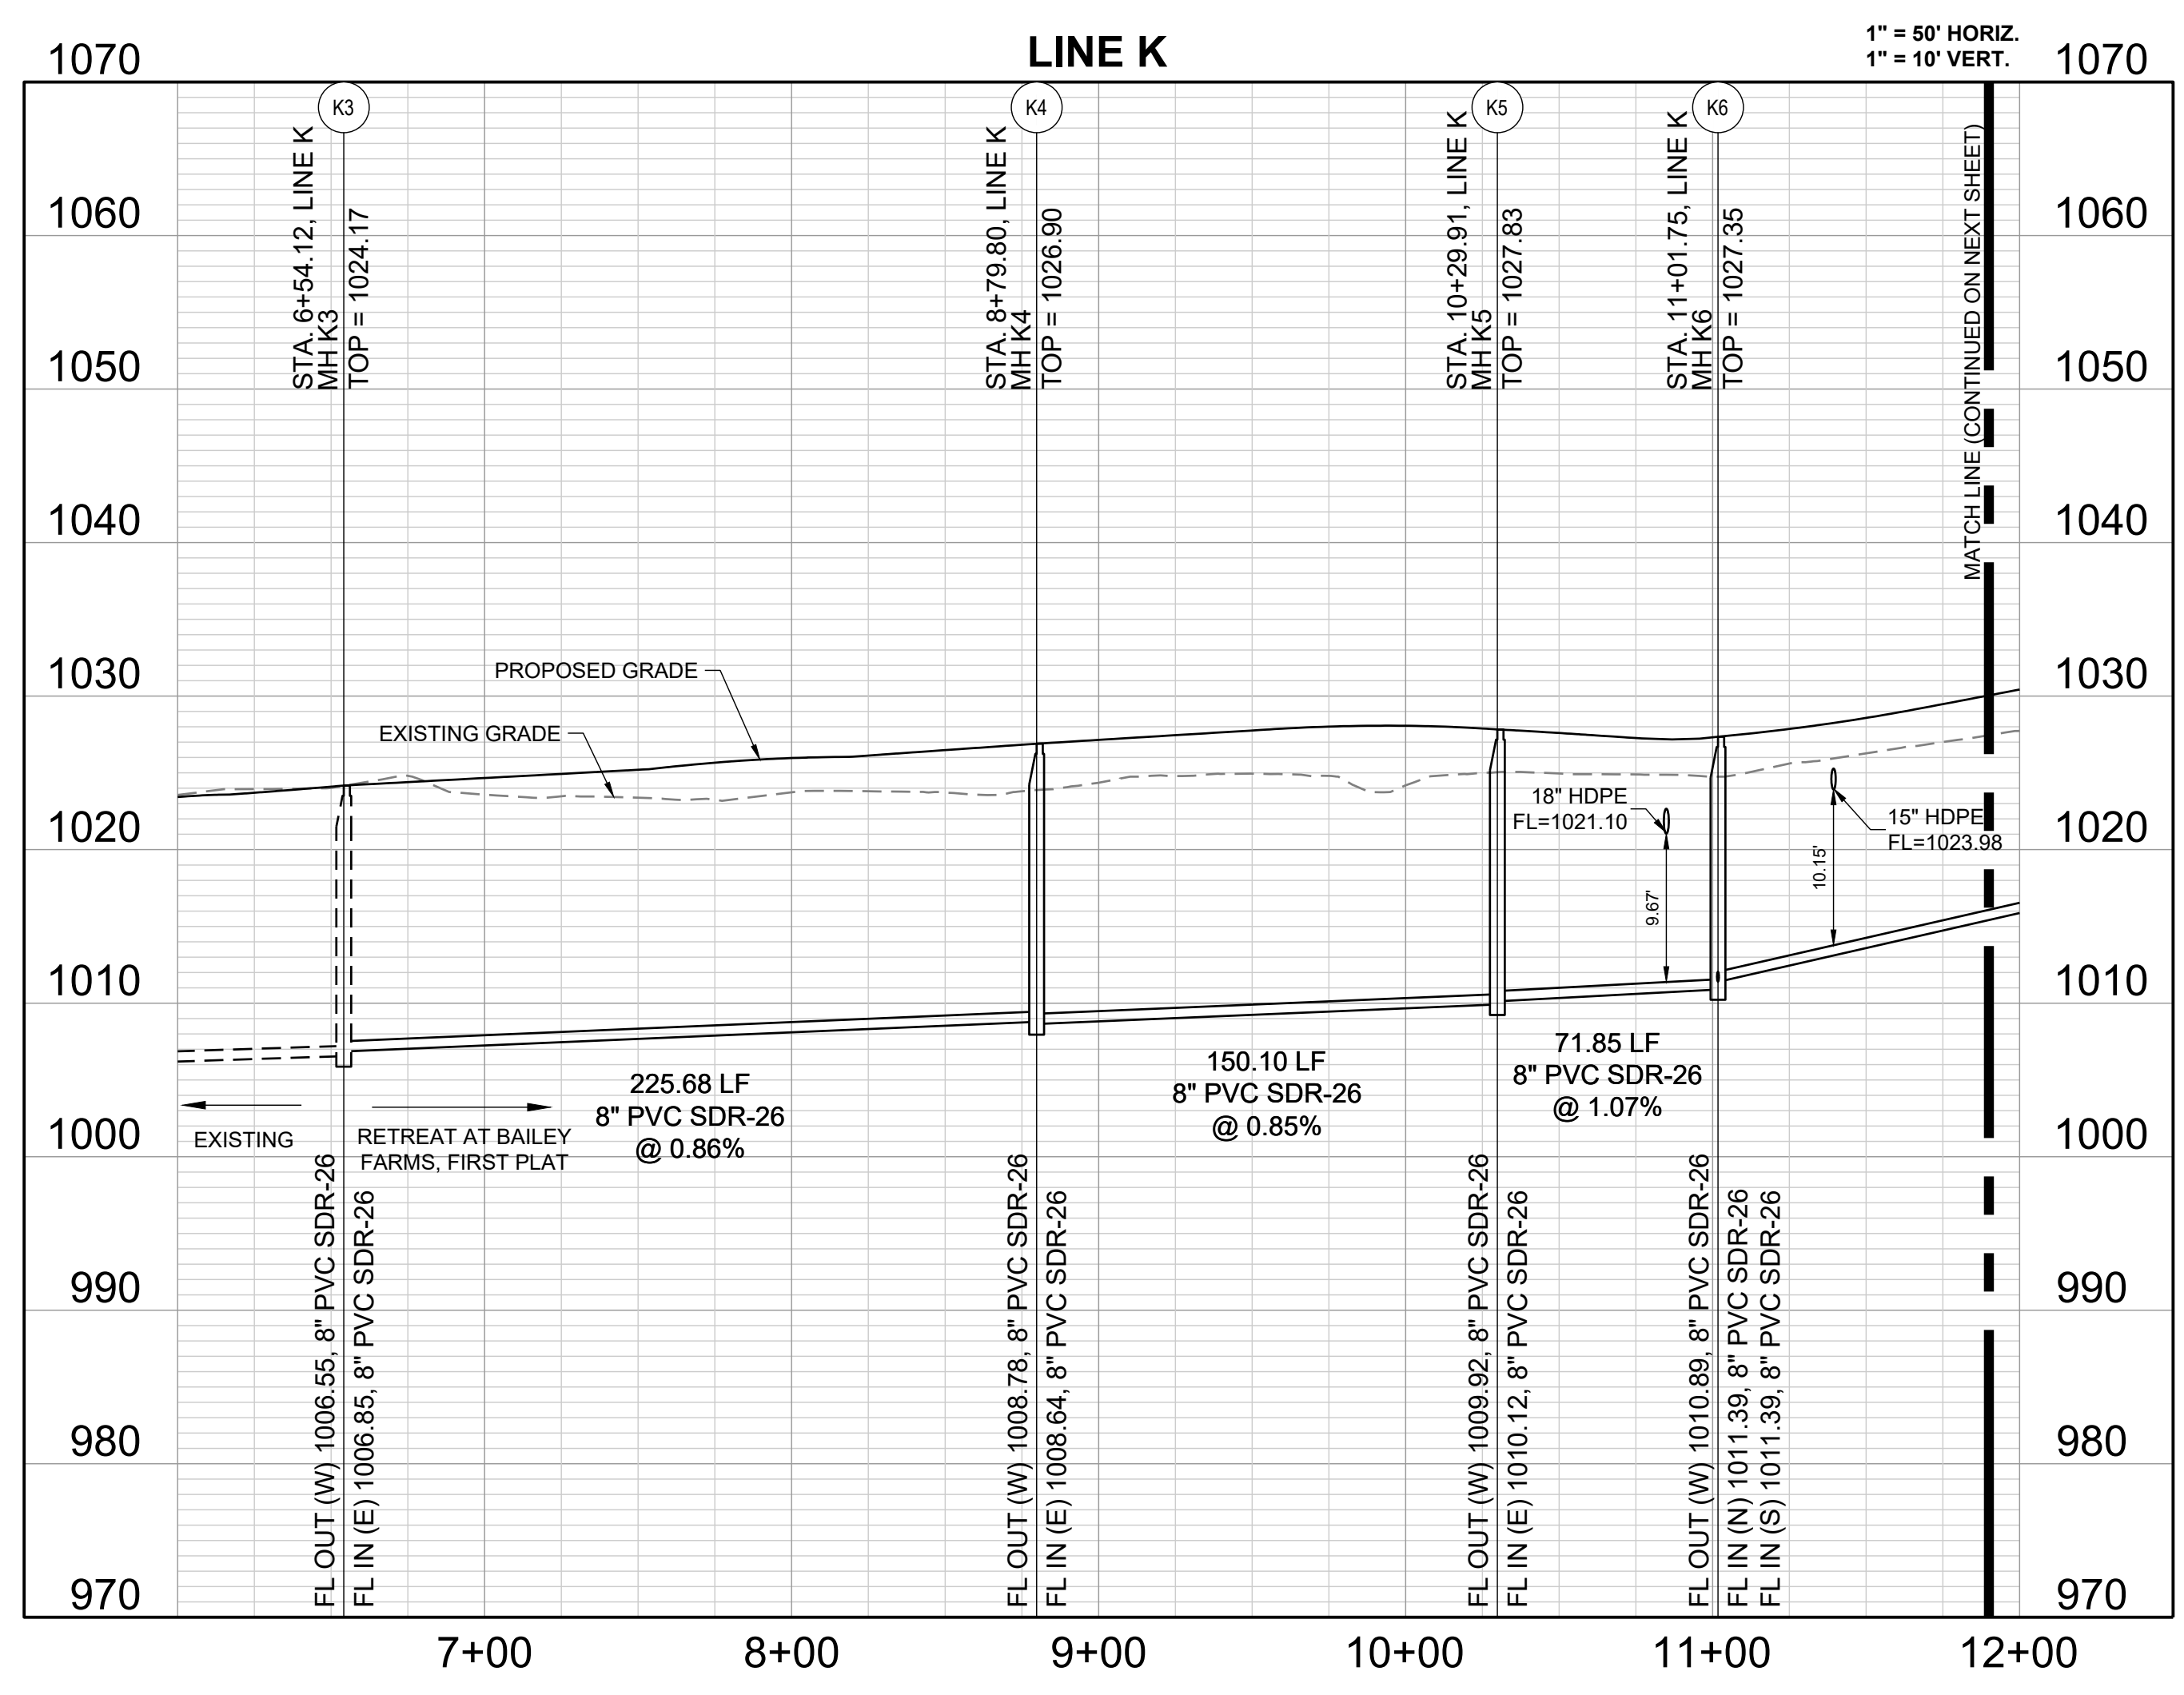 LINE K
1" = 50' HORIZ.
1" = 10' VERT.
1070
1060
1050
1040
1030
1020
1010
1000
990
980
970
1070
1060
1050
1040
1030
1020
1010
1000
990
980
970
K3
STA. 6+54.12, LINE K
MH K3
TOP = 1024.17
K4
STA. 8+79.80, LINE K
MH K4
TOP = 1026.90
K5
STA. 10+29.91, LINE K
MH K5
TOP = 1027.83
K6
STA. 11+01.75, LINE K
MH K6
TOP = 1027.35
MATCH LINE (CONTINUED ON NEXT SHEET)
PROPOSED GRADE
EXISTING GRADE
18" HDPE
FL=1021.10
9.67'
15" HDPE
FL=1023.98
10.15'
EXISTING
RETREAT AT BAILEY
FARMS, FIRST PLAT
225.68 LF
8" PVC SDR-26
@ 0.86%
150.10 LF
8" PVC SDR-26
@ 0.85%
71.85 LF
8" PVC SDR-26
@ 1.07%
FL OUT (W) 1006.55, 8" PVC SDR-26
FL IN (E) 1006.85, 8" PVC SDR-26
FL OUT (W) 1008.78, 8" PVC SDR-26
FL IN (E) 1008.64, 8" PVC SDR-26
FL OUT (W) 1009.92, 8" PVC SDR-26
FL IN (E) 1010.12, 8" PVC SDR-26
FL OUT (W) 1010.89, 8" PVC SDR-26
FL IN (N) 1011.39, 8" PVC SDR-26
FL IN (S) 1011.39, 8" PVC SDR-26
7+00
8+00
9+00
10+00
11+00
12+00